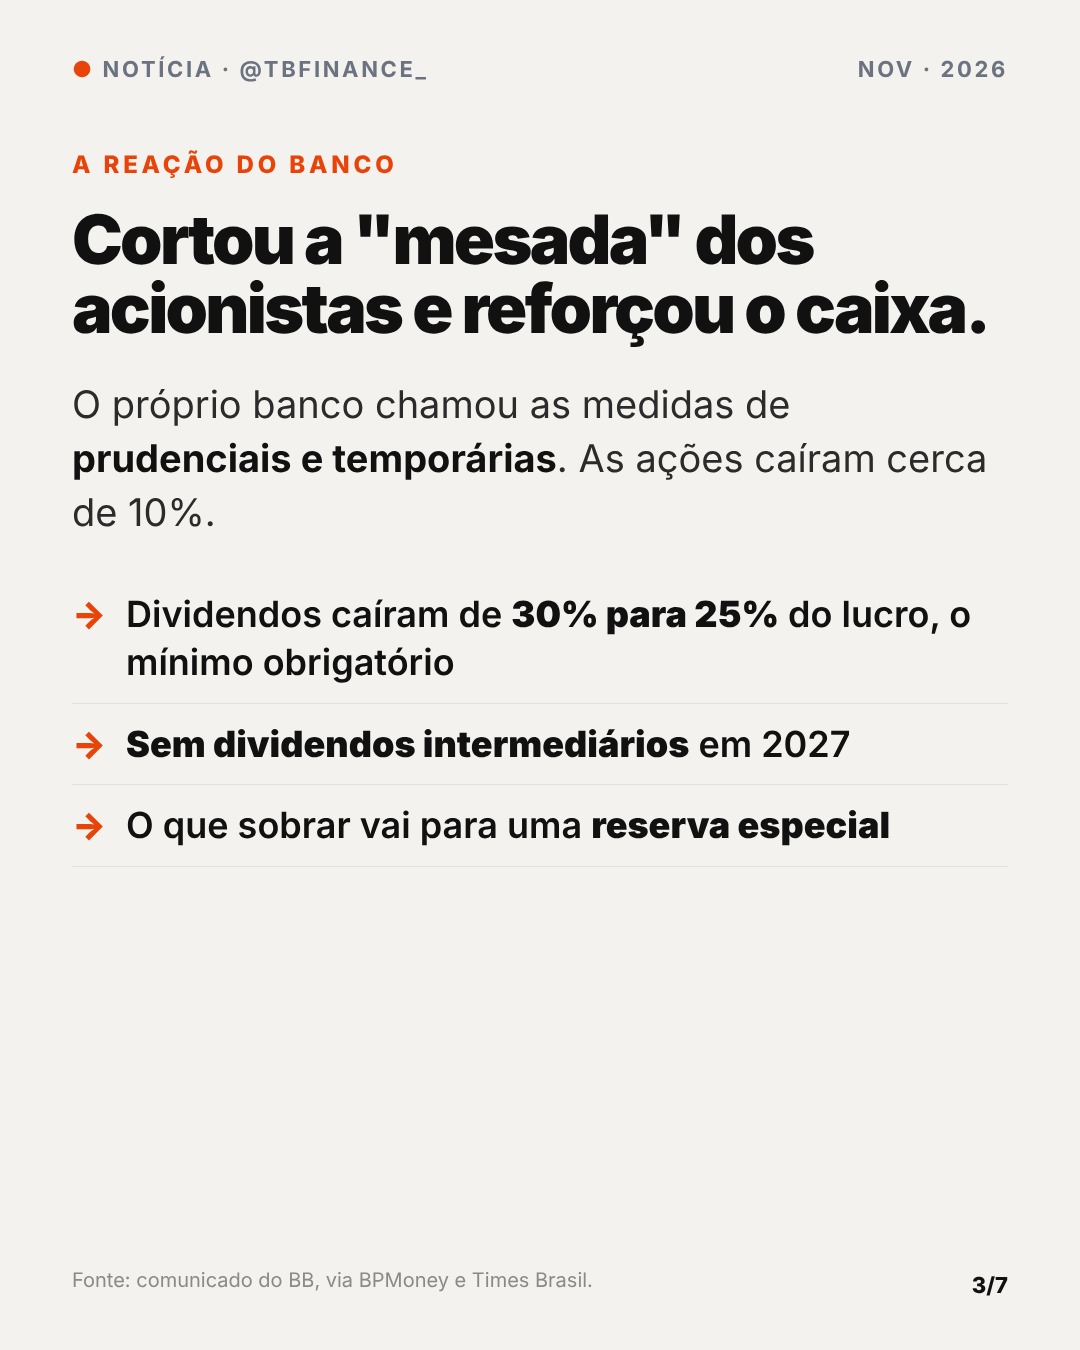 NOTÍCIA · @TBFINANCE_
NOV · 2026
A REAÇÃO DO BANCO
Cortou a "mesada" dos
acionistas e reforçou o caixa.
O próprio banco chamou as medidas de
prudenciais e temporárias. As ações caíram cerca
de 10%.
→ Dividendos caíram de 30% para 25% do lucro, o
mínimo obrigatório
→ Sem dividendos intermediários em 2027
→ O que sobrar vai para uma reserva especial
Fonte: comunicado do BB, via BPMoney e Times Brasil.
3/7